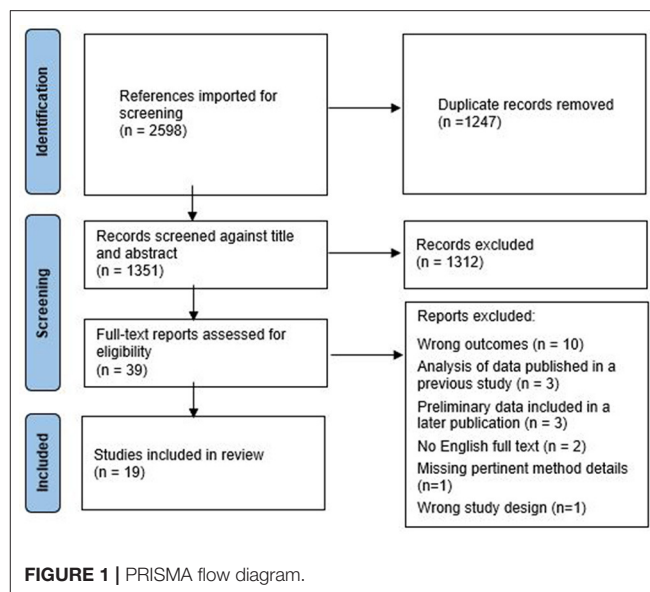 Identification
References imported for
screening
(n = 2598)
Duplicate records removed
(n =1247)
Screening
Records screened against title
and abstract
(n = 1351)
Records excluded
(n = 1312)
Full-text reports assessed for
eligibility
(n = 39)
Reports excluded:
Wrong outcomes (n = 10)
Analysis of data published in a
previous study (n = 3)
Preliminary data included in a
later publication (n = 3)
No English full text (n = 2)
Missing pertinent method details
(n=1)
Wrong study design (n=1)
Included
Studies included in review
(n = 19)
FIGURE 1 | PRISMA flow diagram.